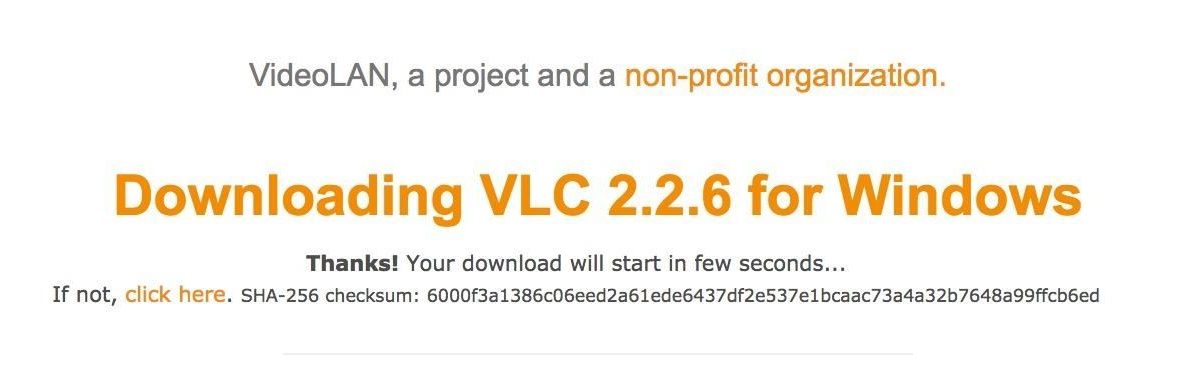 VideoLAN, a project and a non-profit organization.
Downloading VLC 2.2.6 for Windows
Thanks! Your download will start in few seconds...
If not, click here. SHA-256 checksum: 6000f3a1386c06eed2a61ede6437df2e537e1bcaac73a4a32b7648a99ffcb6ed